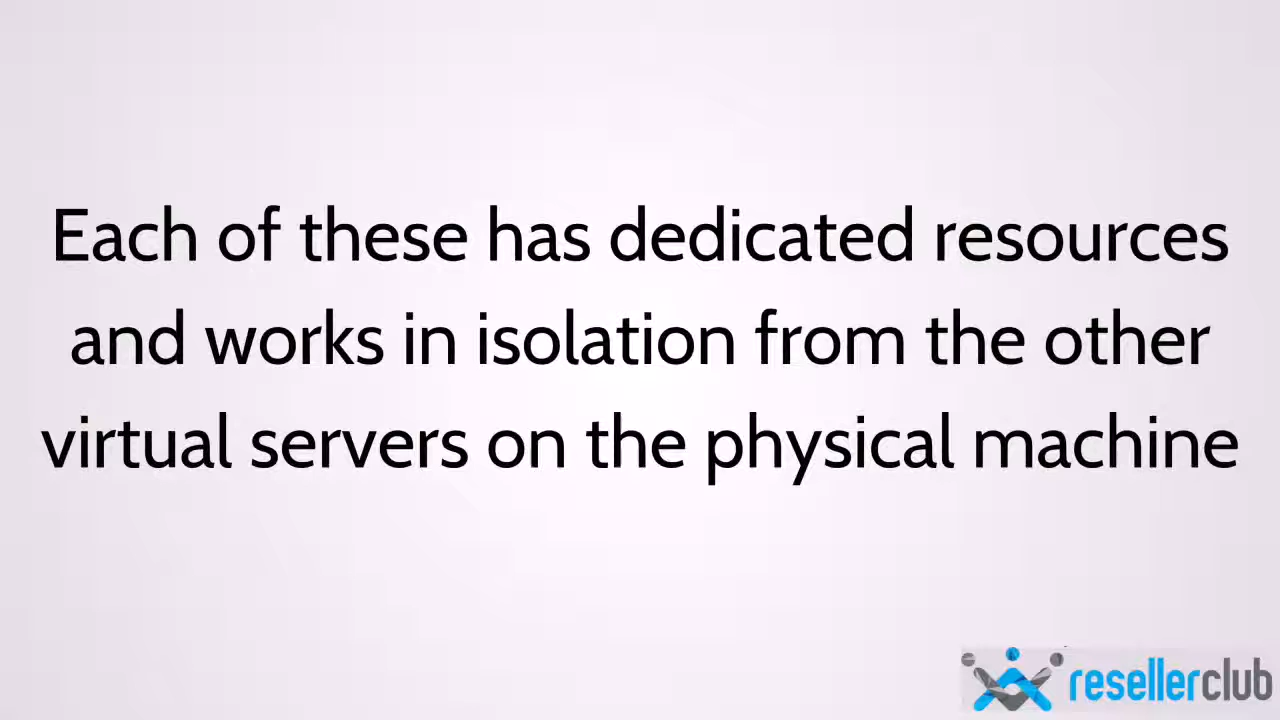 Each of these has dedicated resources
and works in isolation from the other
virtual servers on the physical machine
resellerclub